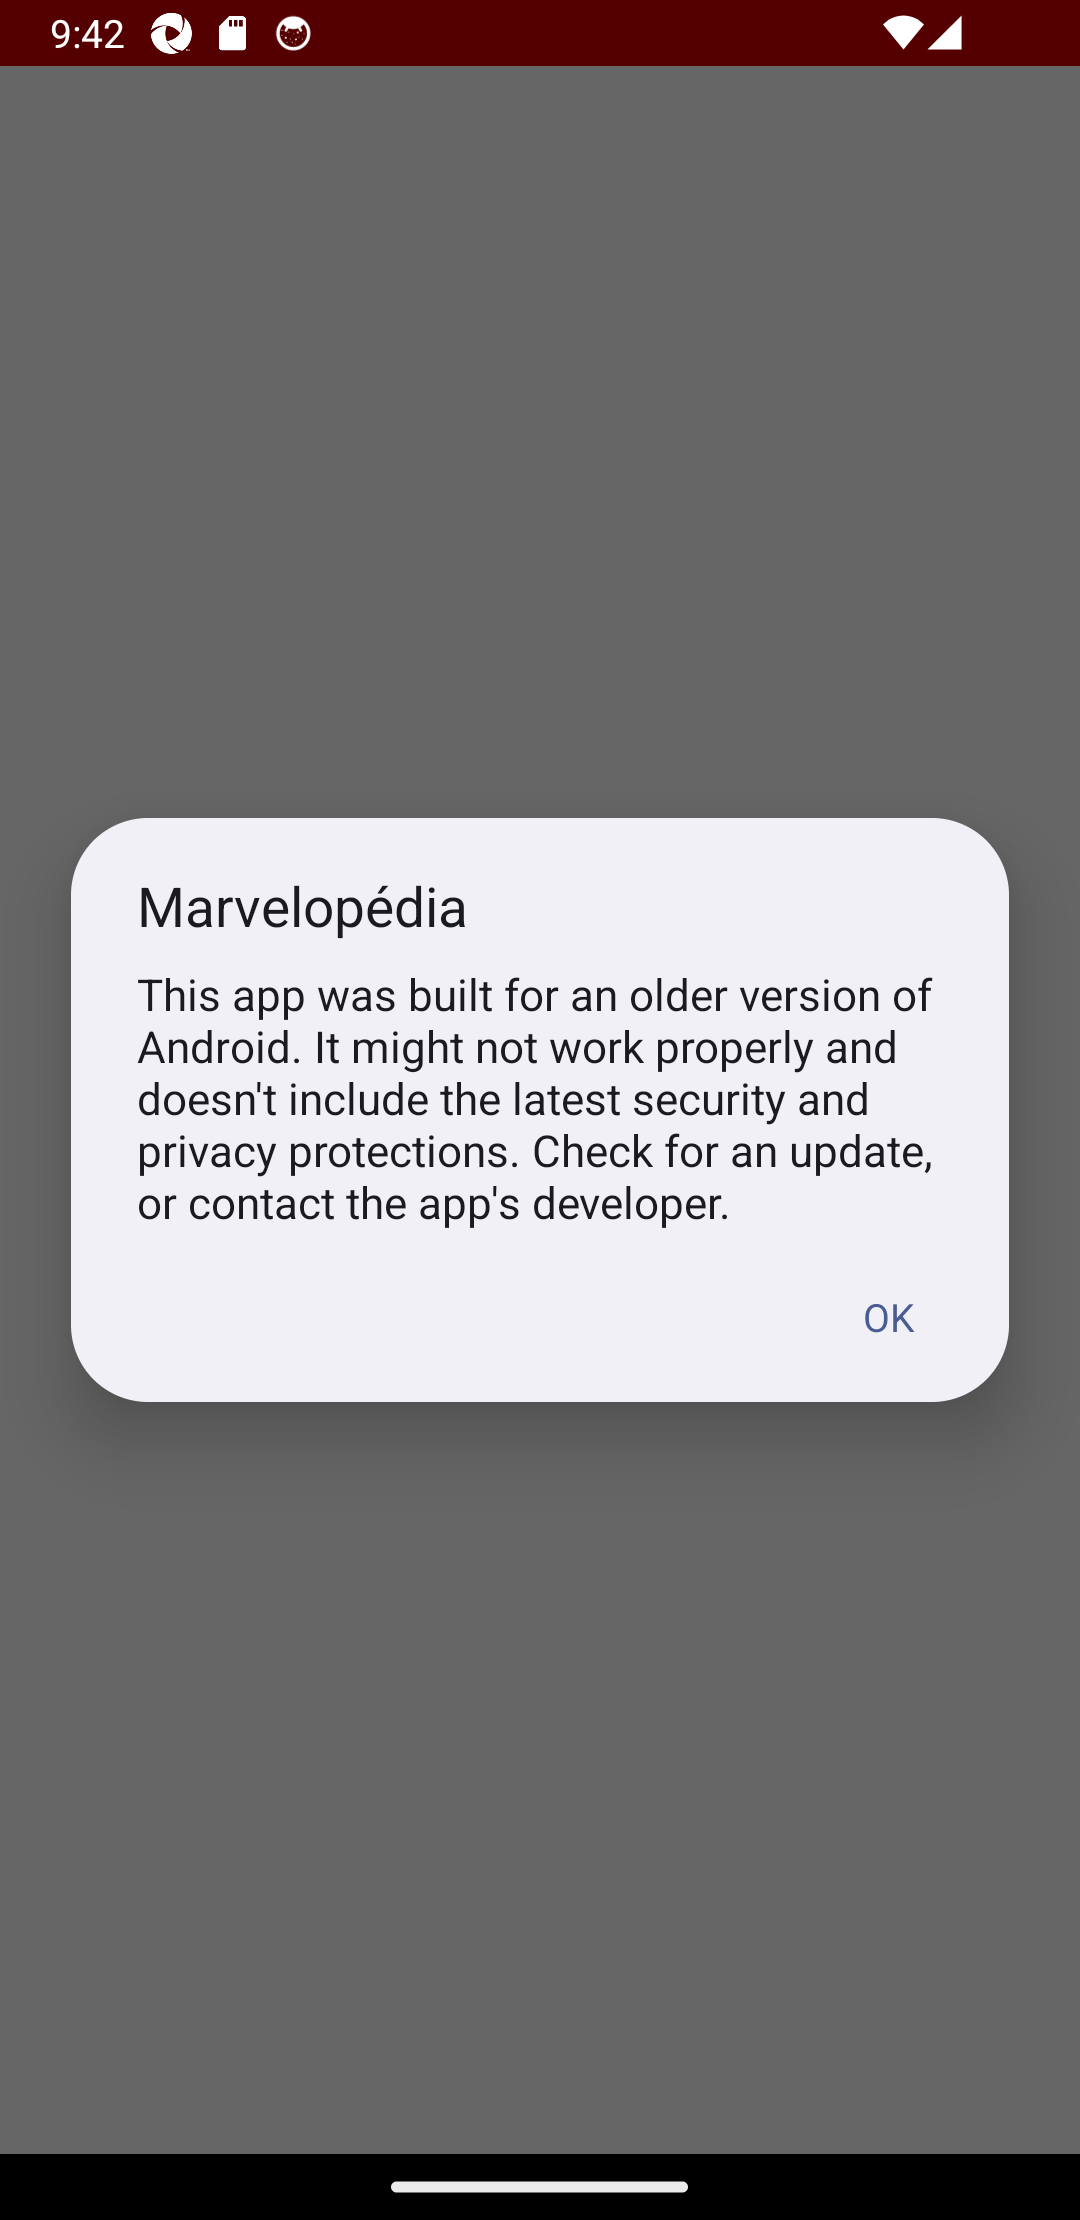 9:42
Marvelopédia
This app was built for an older version of
Android. It might not work properly and
doesn't include the latest security and
privacy protections. Check for an update,
or contact the app's developer.
OK